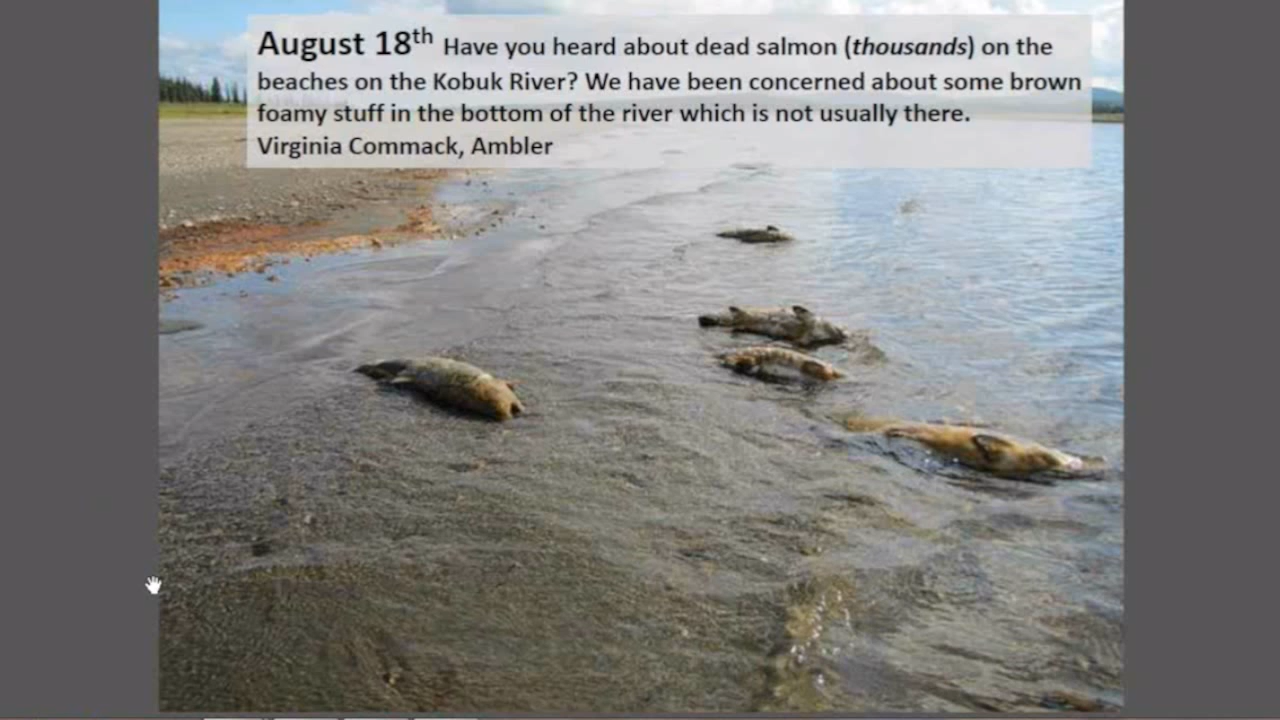 August 18th Have you heard about dead salmon (thousands) on the
beaches on the Kobuk River? We have been concerned about some brown
foamy stuff in the bottom of the river which is not usually there.
Virginia Commack, Ambler